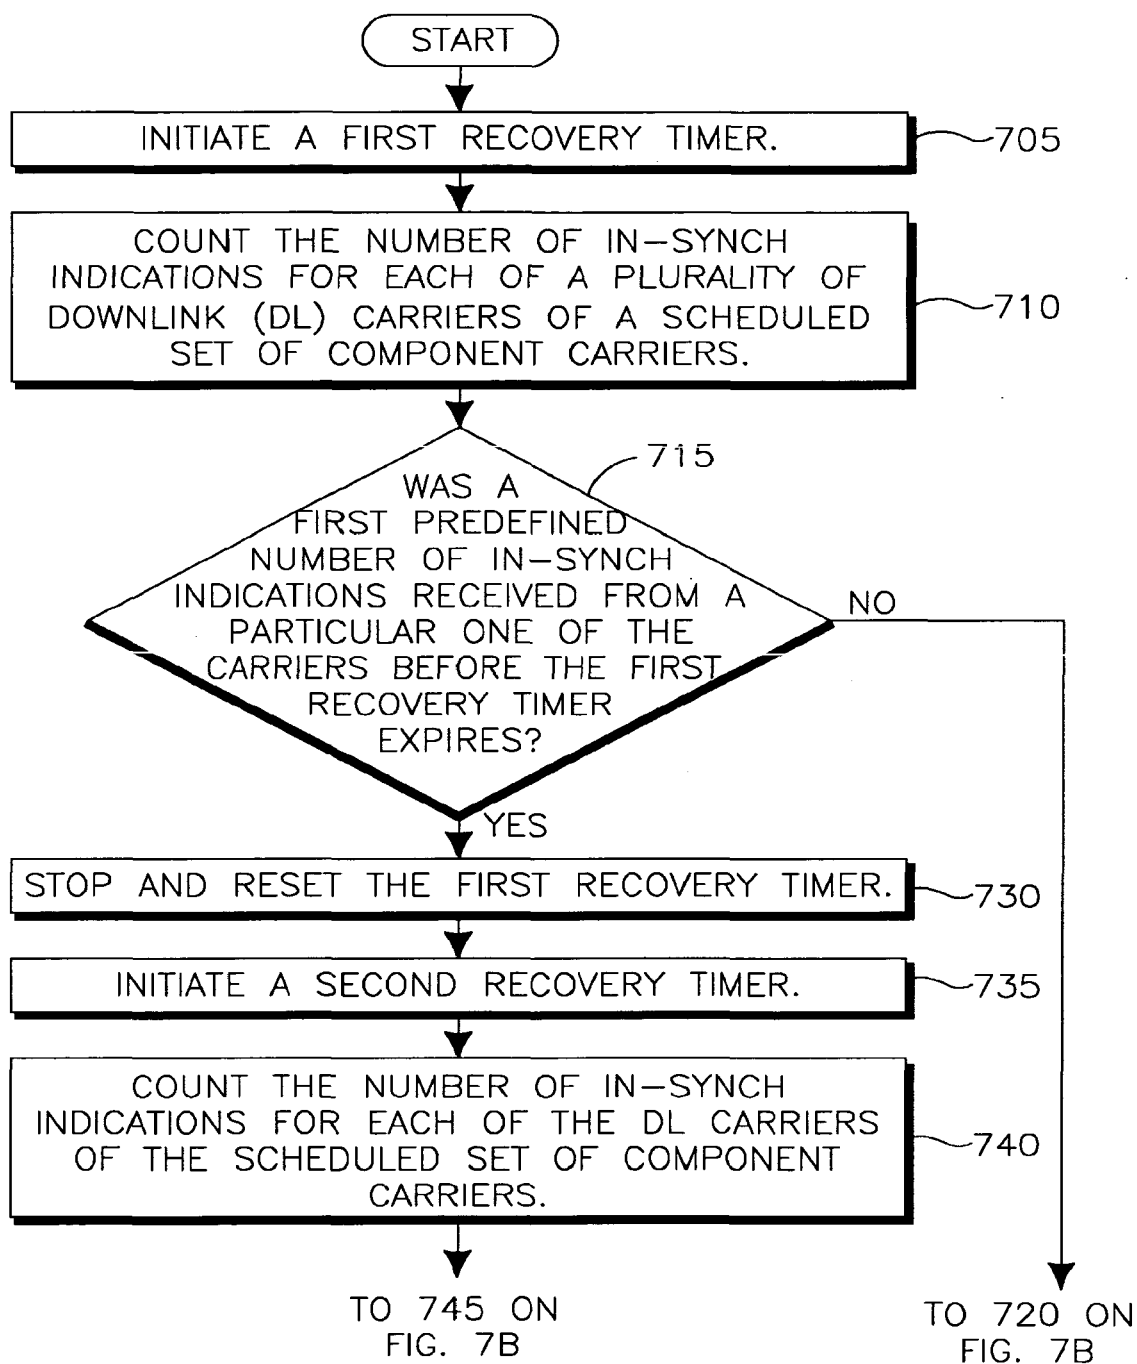 START
INITIATE A FIRST RECOVERY TIMER.
705
COUNT THE NUMBER OF IN-SYNCH
INDICATIONS FOR EACH OF A PLURALITY OF
DOWNLINK (DL) CARRIERS OF A SCHEDULED
SET OF COMPONENT CARRIERS.
710
715
WAS A
FIRST PREDEFINED
NUMBER OF IN-SYNCH
INDICATIONS RECEIVED FROM A
PARTICULAR ONE OF THE
CARRIERS BEFORE THE FIRST
RECOVERY TIMER
EXPIRES?
NO
YES
STOP AND RESET THE FIRST RECOVERY TIMER.
730
INITIATE A SECOND RECOVERY TIMER.
735
COUNT THE NUMBER OF IN-SYNCH
INDICATIONS FOR EACH OF THE DL CARRIERS
OF THE SCHEDULED SET OF COMPONENT
CARRIERS.
740
TO 745 ON
FIG. 7B
TO 720 ON
FIG. 7B